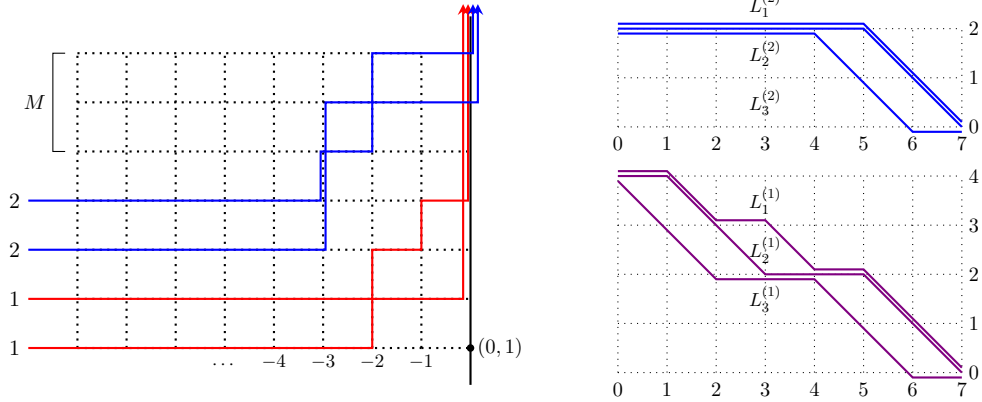 M
2
2
1
1
… −4 −3 −2 −1
(0, 1)
L_1^{(2)}
L_2^{(2)}
L_3^{(2)}
2
1
0
0 1 2 3 4 5 6 7
L_1^{(1)}
L_2^{(1)}
L_3^{(1)}
4
3
2
1
0
0 1 2 3 4 5 6 7